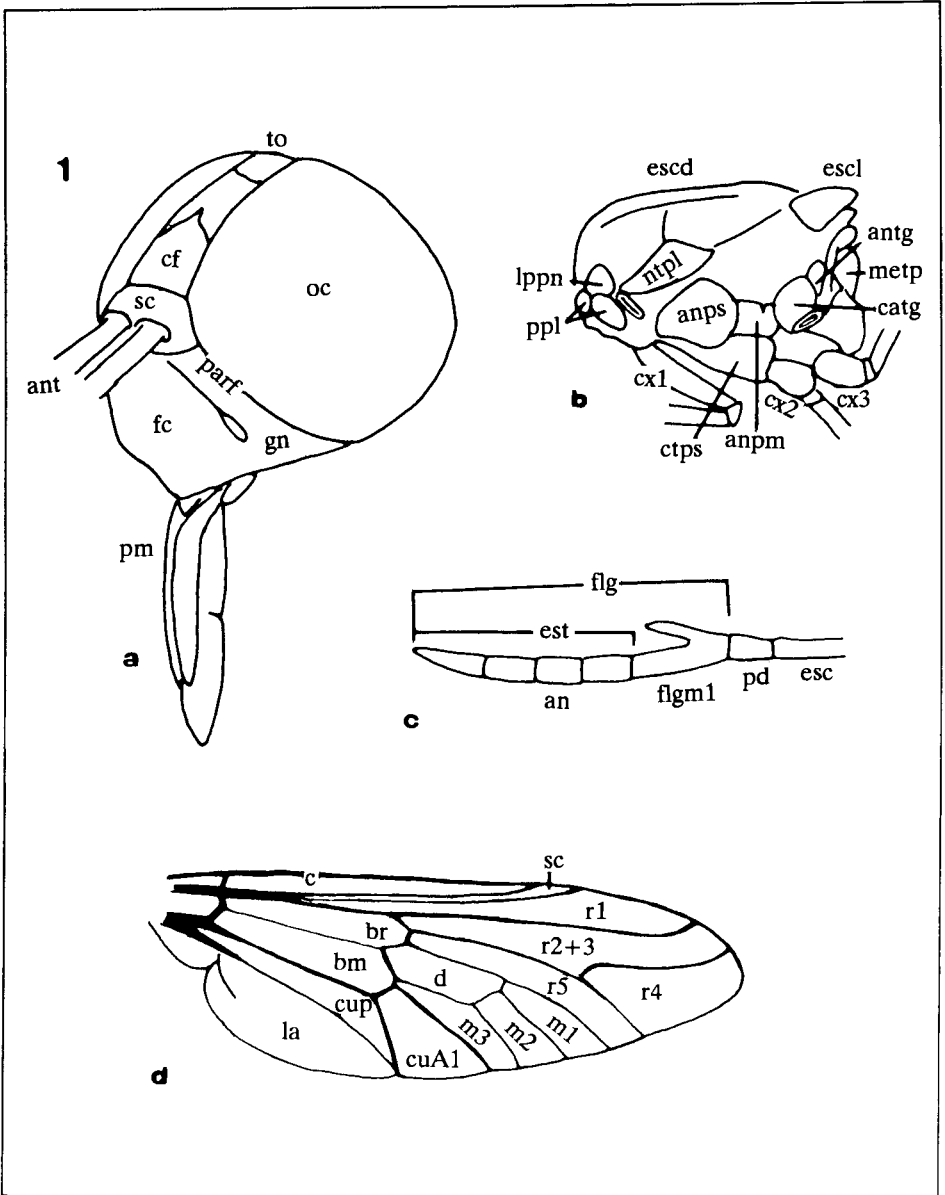 1
to
cf
oc
sc
ant
parf
fc
gn
pm
a
escd
escl
antg
lppn
ntpl
metp
ppl
anps
catg
cx1
b
cx2
cx3
ctps
anpm
flg
est
an
flgm1
pd
esc
c
sc
c
r1
br
r2+3
bm
d
r5
r4
cup
la
m3
m2
m1
cuA1
d